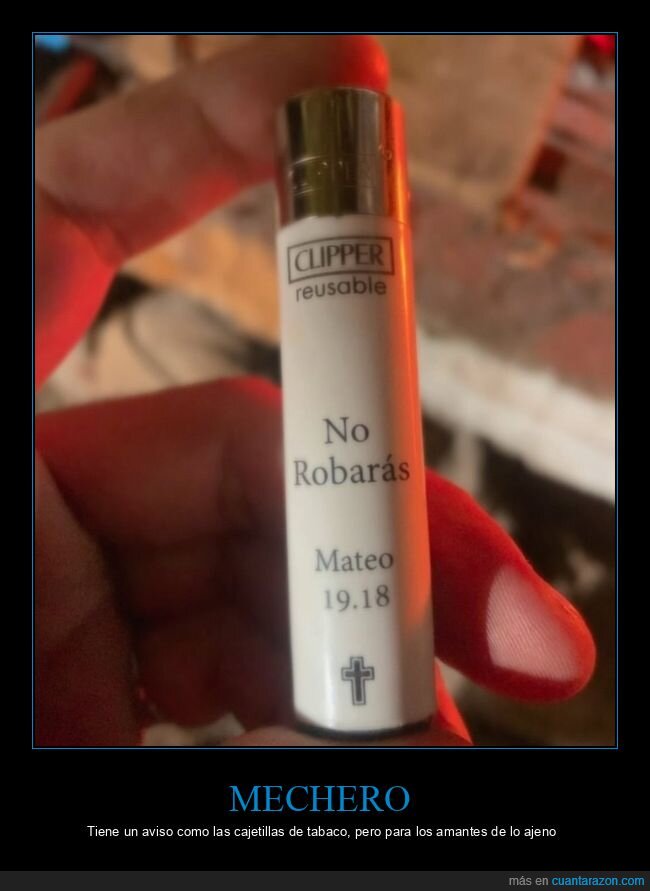 CLIPPER
reusable
No
Robarás
Mateo
19.18
MECHERO
Tiene un aviso como las cajetillas de tabaco, pero para los amantes de lo ajeno
más en cuantarazon.com